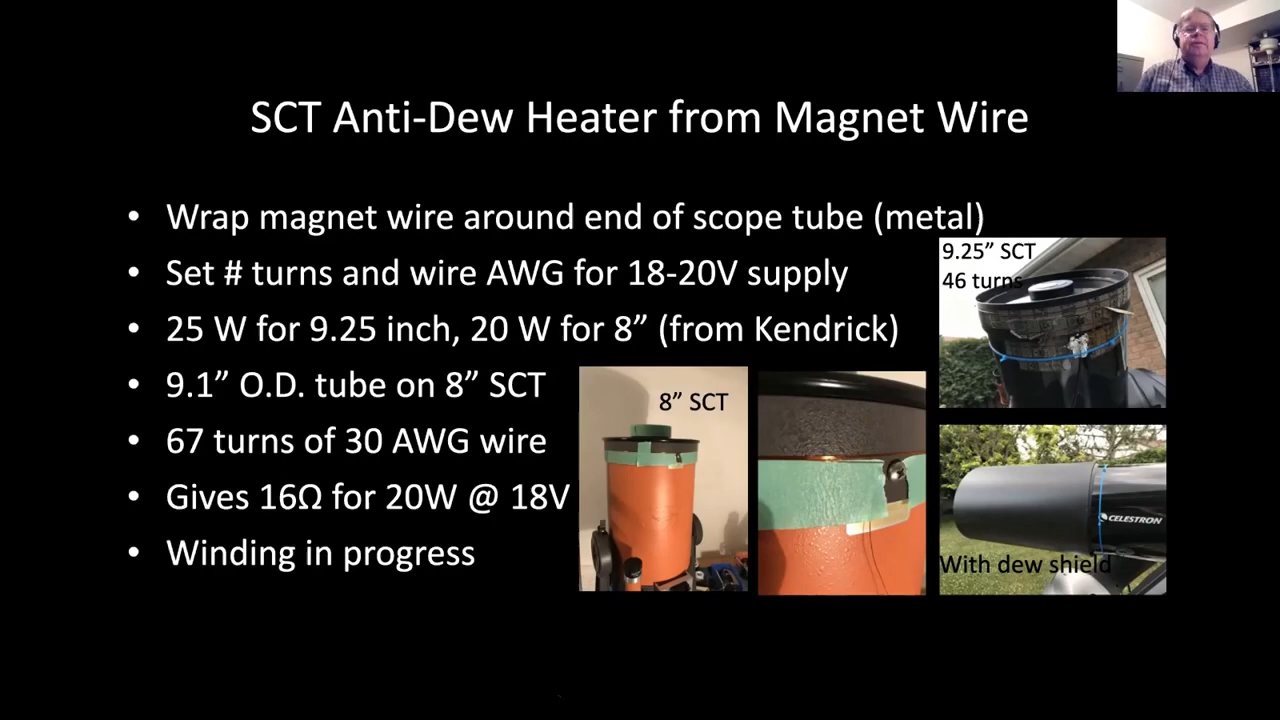 SCT Anti-Dew Heater from Magnet Wire
• Wrap magnet wire around end of scope tube (metal)
• Set # turns and wire AWG for 18-20V supply
• 25 W for 9.25 inch, 20 W for 8” (from Kendrick)
• 9.1” O.D. tube on 8” SCT
• 67 turns of 30 AWG wire
• Gives 16Ω for 20W @ 18V
• Winding in progress
8” SCT
9.25” SCT
46 turns
CELESTRON
With dew shield